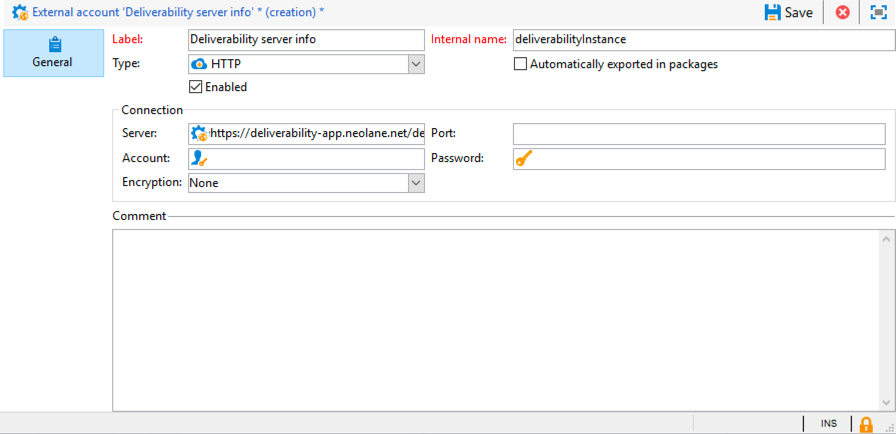 External account 'Deliverability server info' * (creation) *
Save
General
Label: Deliverability server info Internal name: deliverabilityInstance
Type: HTTP Automatically exported in packages
Enabled
Connection
Server: https://deliverability-app.neolane.net/de Port:
Account: Password:
Encryption: None
Comment
INS